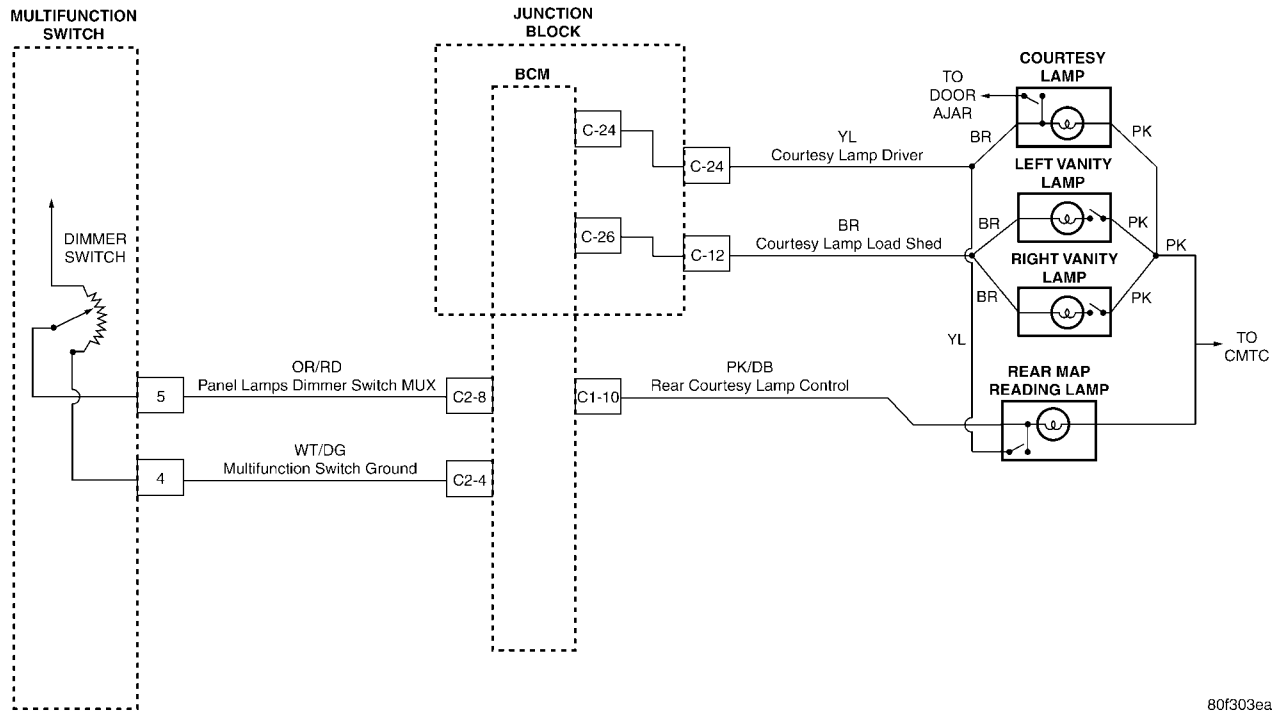 MULTIFUNCTION
SWITCH
JUNCTION
BLOCK
BCM
COURTESY
LAMP
TO
DOOR
AJAR
C-24
YL
BR
PK
C-24
Courtesy Lamp Driver
LEFT VANITY
LAMP
DIMMER
SWITCH
C-26
BR
BR
PK
PK
C-12
Courtesy Lamp Load Shed
RIGHT VANITY
LAMP
BR
PK
YL
TO
CMTC
OR/RD
Panel Lamps Dimmer Switch MUX
5
C2-8
C1-10
PK/DB
Rear Courtesy Lamp Control
REAR MAP
READING LAMP
WT/DG
Multifunction Switch Ground
4
C2-4
80f303ea